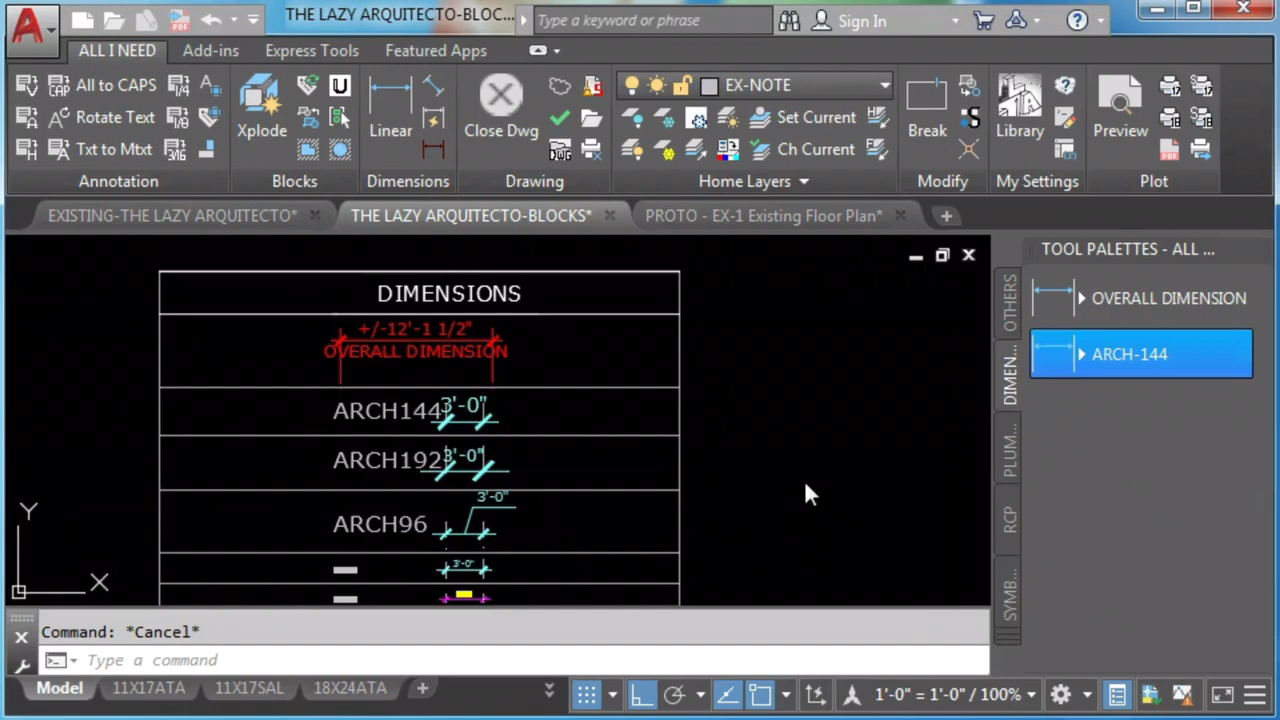 THE LAZY ARQUITECTO-BLOC... Type a keyword or phrase Sign In
ALL I NEED Add-ins Express Tools Featured Apps
All to CAPS EX-NOTE
Rotate Text Set Current
Xplode Linear Close Dwg Break Library Preview
Txt to Mtxt Ch Current
Annotation Blocks Dimensions Drawing Home Layers Modify My Settings Plot
EXISTING-THE LAZY ARQUITECTO* THE LAZY ARQUITECTO-BLOCKS* PROTO - EX-1 Existing Floor Plan*
TOOL PALETTES - ALL ...
OVERALL DIMENSION
ARCH-144
OTHERS
DIMEN...
PLUM...
RCP
SYMB...
DIMENSIONS
+/-12'-1 1/2"
OVERALL DIMENSION
ARCH144 3'-0"
ARCH192 3'-0"
3'-0"
ARCH96
3'-0"
Y
X
Command: *Cancel*
Type a command
Model 11X17ATA 11X17SAL 18X24ATA 1'-0" = 1'-0" / 100%